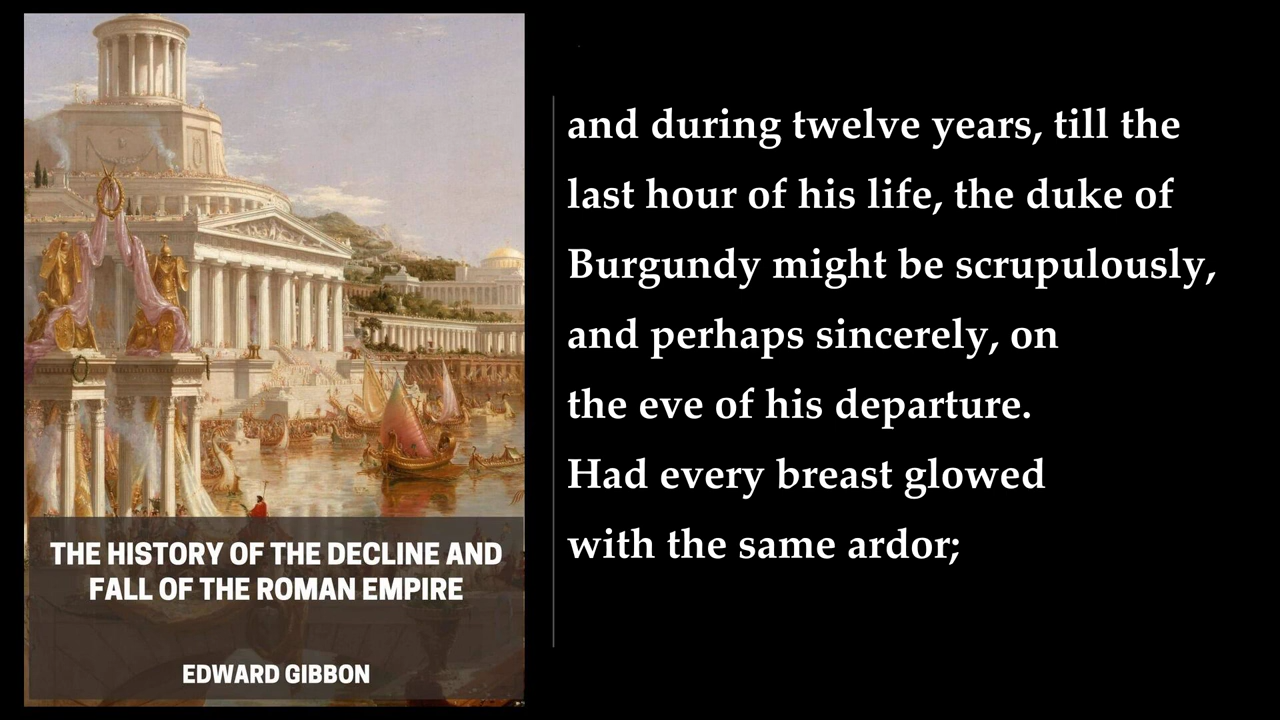 THE HISTORY OF THE DECLINE AND
FALL OF THE ROMAN EMPIRE
EDWARD GIBBON
and during twelve years, till the
last hour of his life, the duke of
Burgundy might be scrupulously,
and perhaps sincerely, on
the eve of his departure.
Had every breast glowed
with the same ardor;